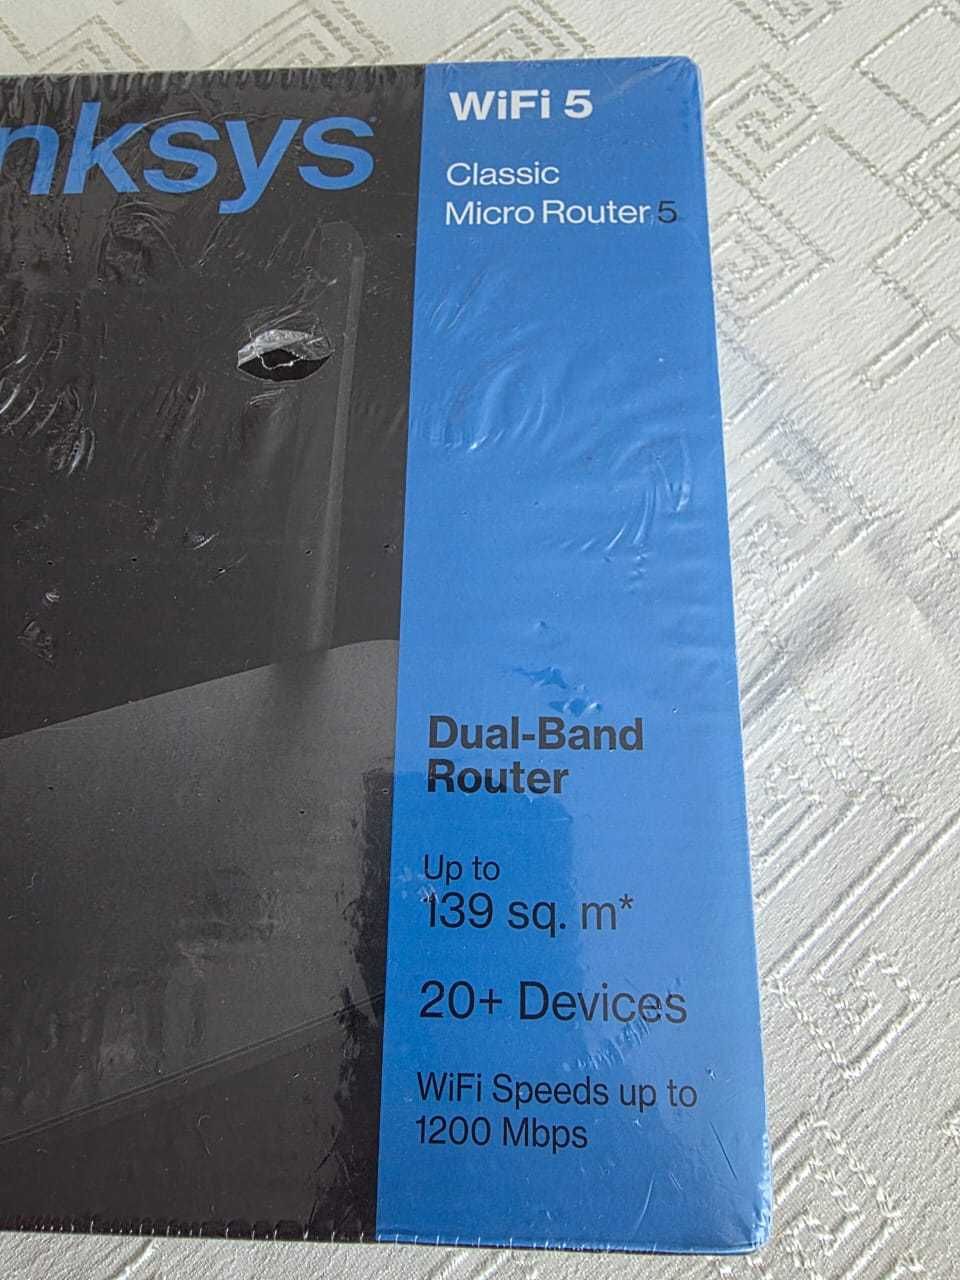 nksys
WiFi 5
Classic
Micro Router 5
Dual-Band
Router
Up to
139 sq. m*
20+ Devices
WiFi Speeds up to
1200 Mbps